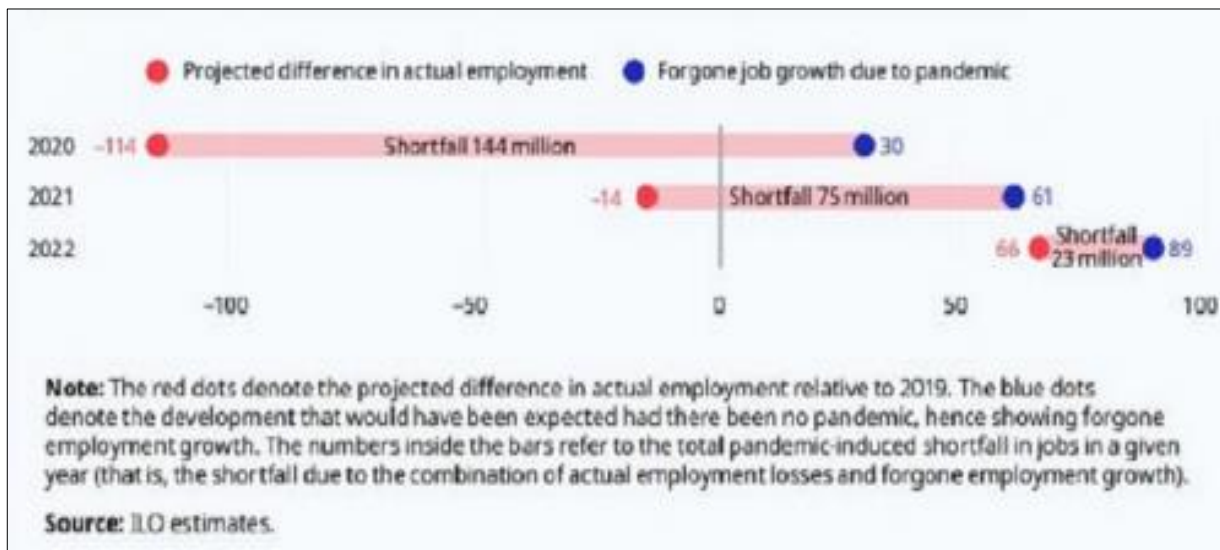 Projected difference in actual employment Forgone job growth due to pandemic
2020 -114 Shortfall 144 million 30
2021 -14 Shortfall 75 million 61
2022 66 Shortfall 23 million 89
-100 -50 0 50 100
Note: The red dots denote the projected difference in actual employment relative to 2019. The blue dots
denote the development that would have been expected had there been no pandemic, hence showing forgone
employment growth. The numbers inside the bars refer to the total pandemic-induced shortfall in jobs in a given
year (that is, the shortfall due to the combination of actual employment losses and forgone employment growth).
Source: ILO estimates.